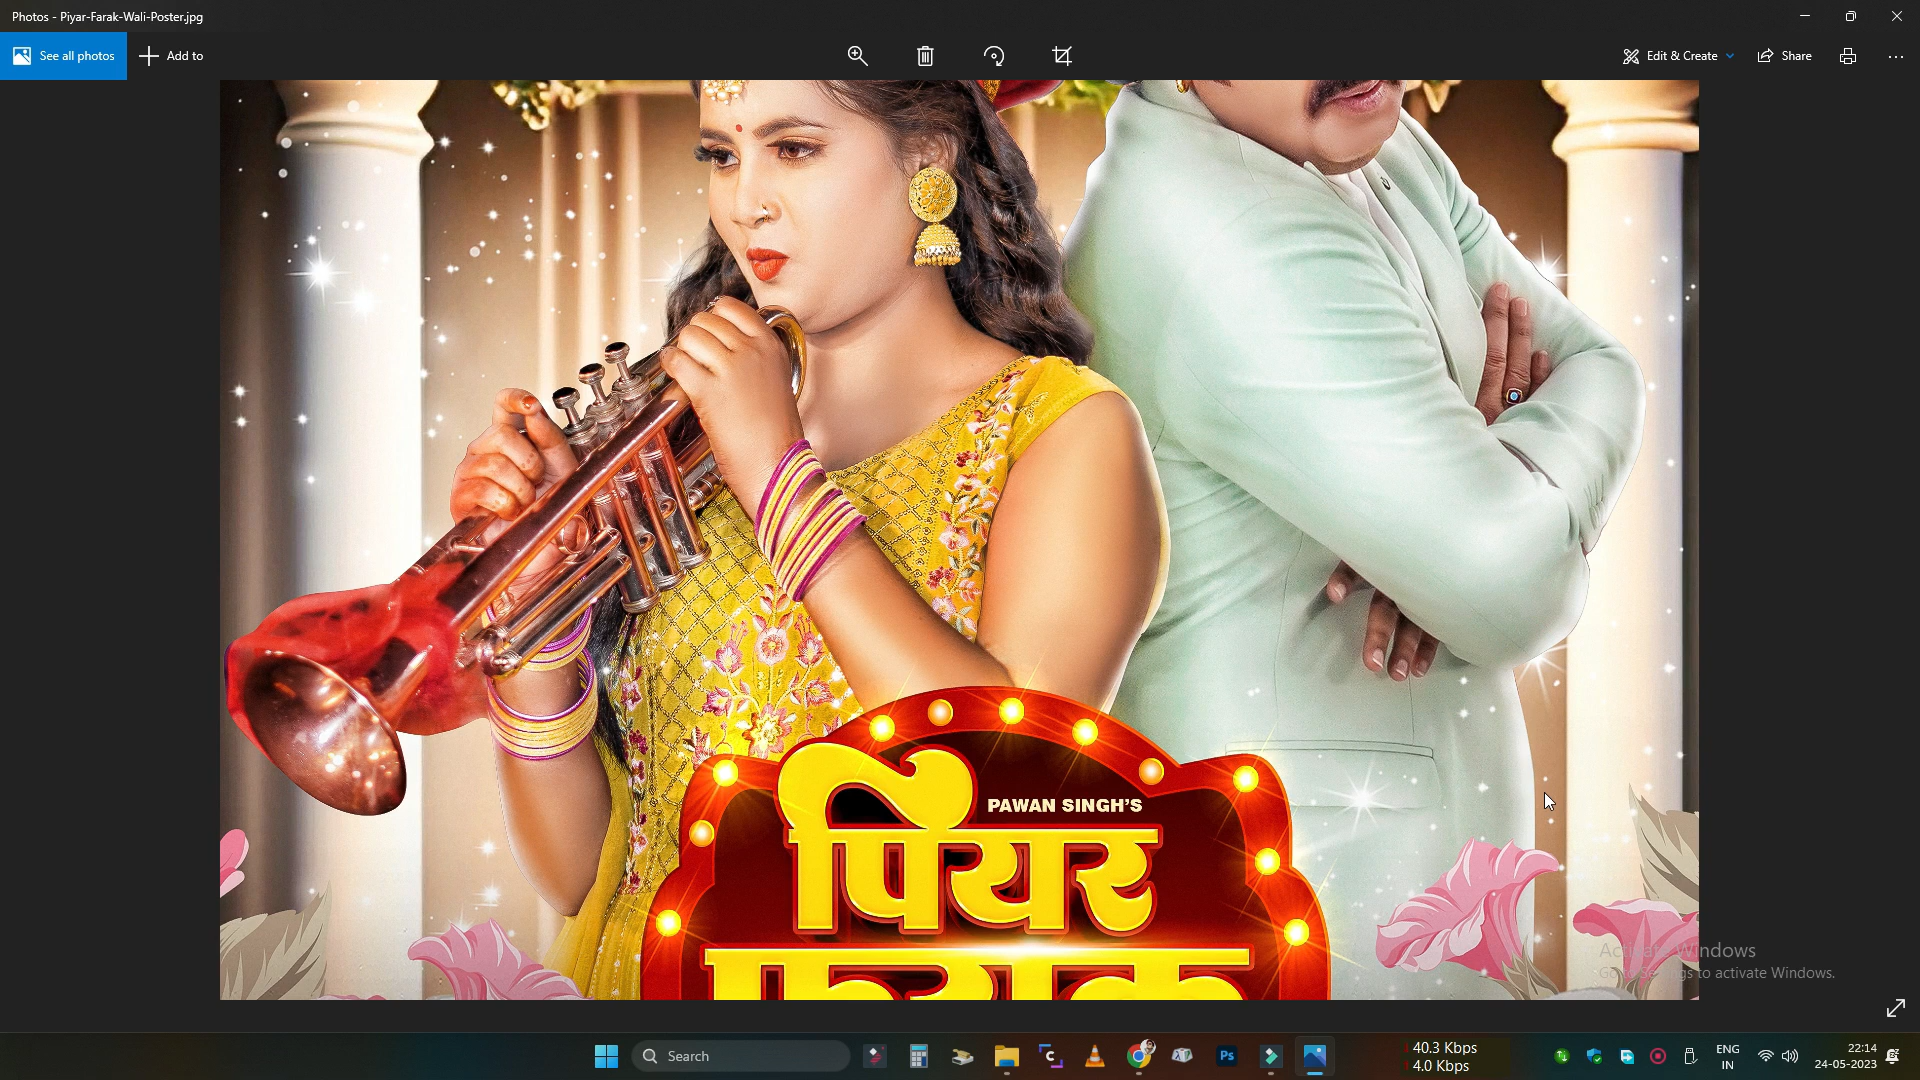 Photos - Piyar-Farak-Wali-Poster.jpg
See all photos
Add to
Edit & Create
Share
PAWAN SINGH'S
पियर
फराक
Activate Windows
Go to Settings to activate Windows.
Search
Ps
40.3 Kbps
4.0 Kbps
ENG
IN
22:14
24-05-2023